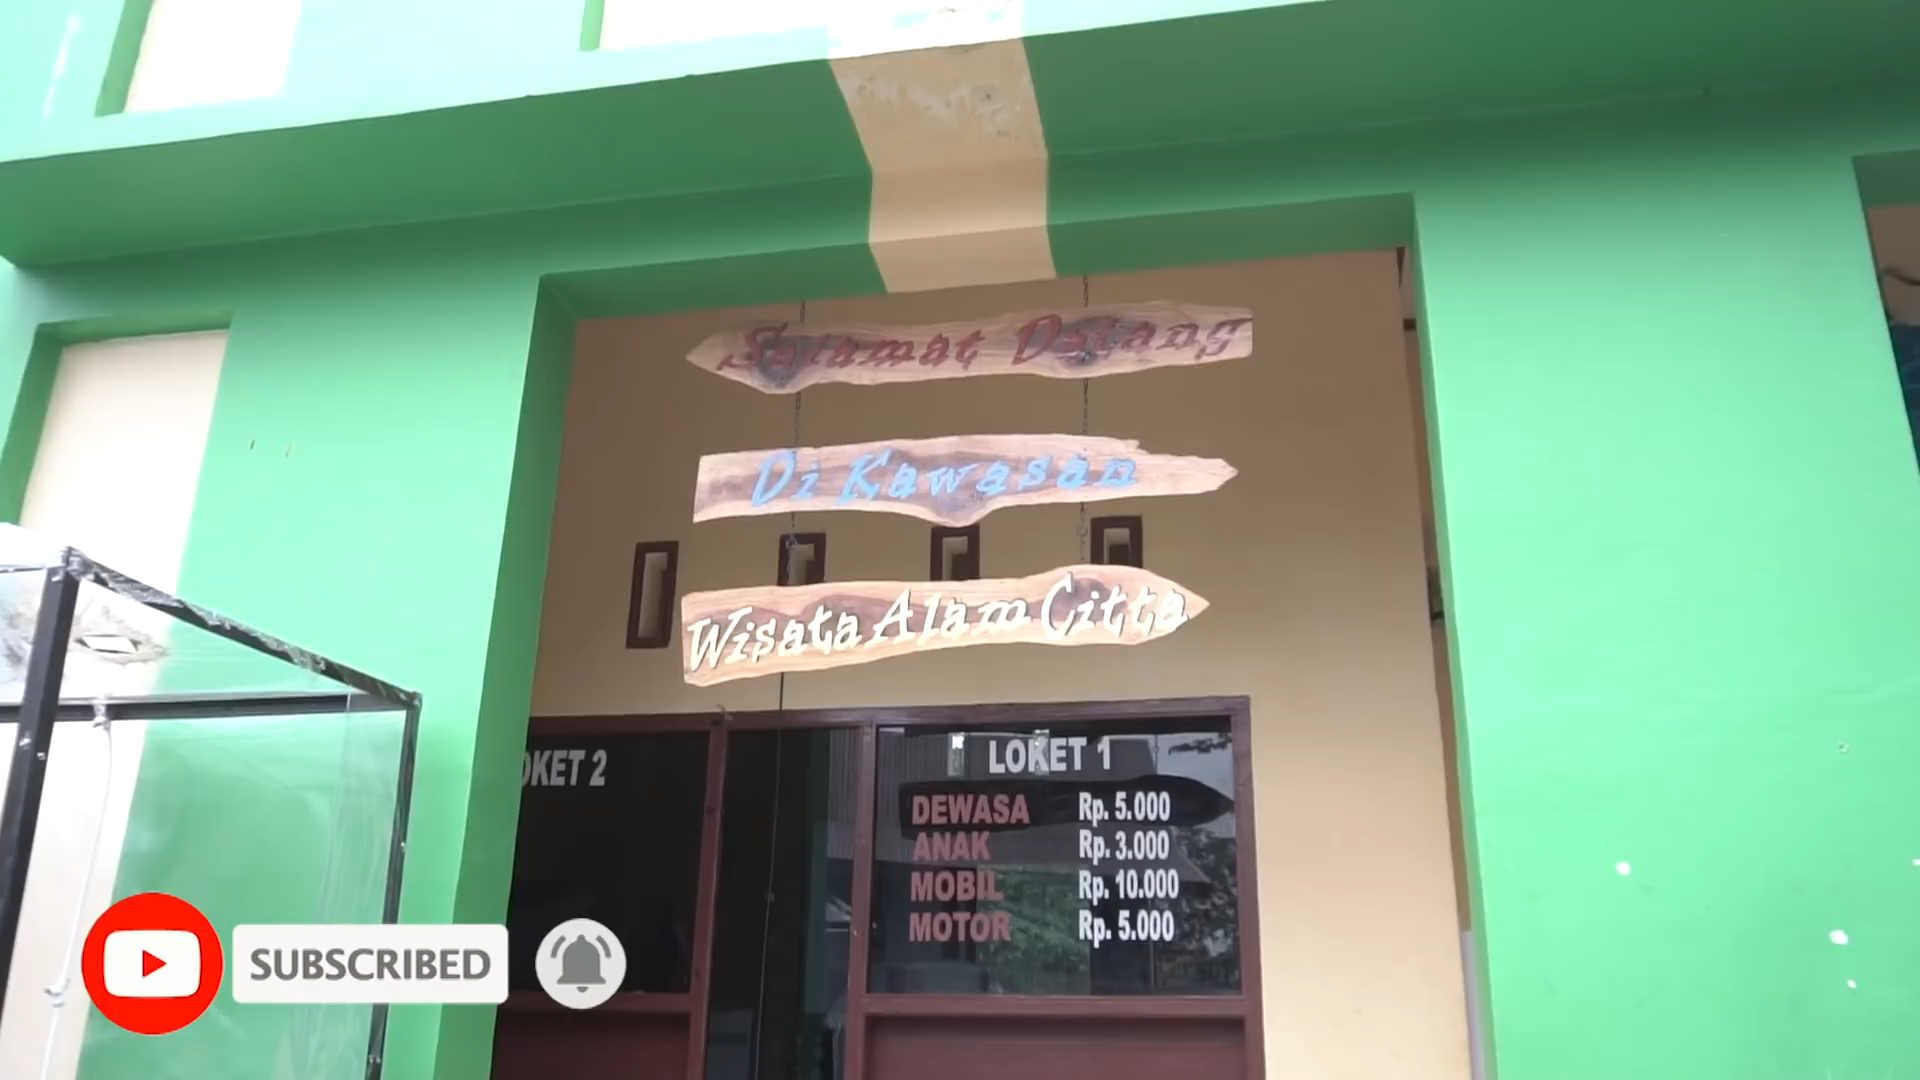 Salamat Datang
Di Kawasan
Wisata Alam Citta
OKET 2
LOKET 1
DEWASA Rp. 5.000
ANAK Rp. 3.000
MOBIL Rp. 10.000
MOTOR Rp. 5.000
SUBSCRIBED